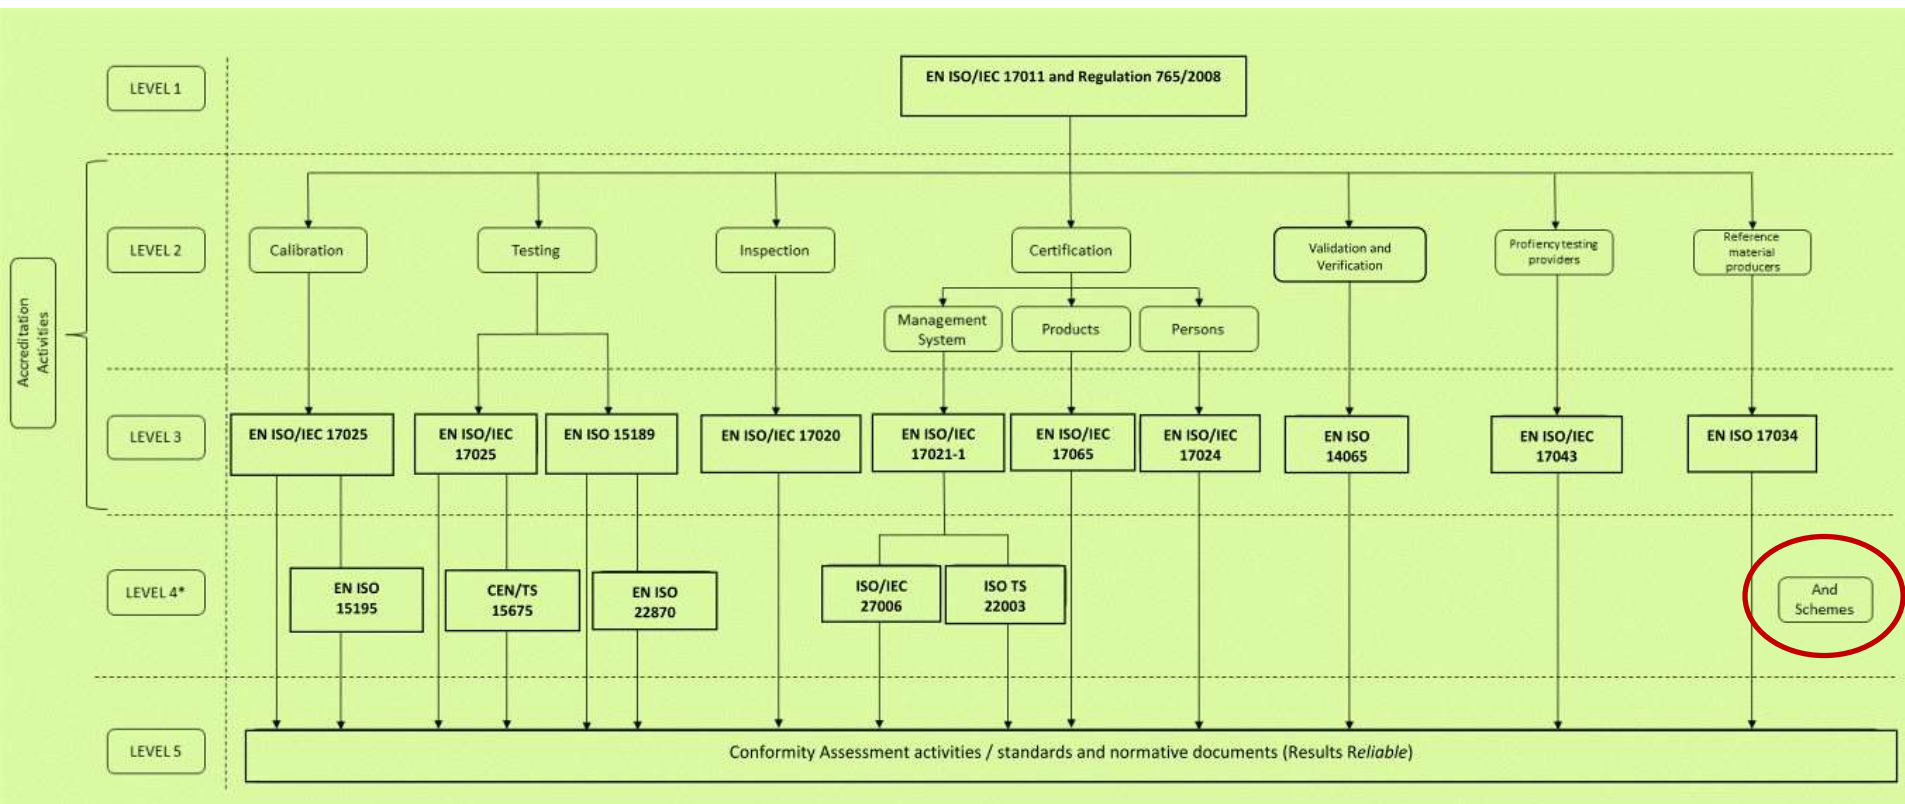 LEVEL 1
EN ISO/IEC 17011 and Regulation 765/2008
Accreditation
Activities
LEVEL 2
Calibration
Testing
Inspection
Certification
Validation and
Verification
Profiency testing
providers
Reference
material
producers
Management
System
Products
Persons
LEVEL 3
EN ISO/IEC 17025
EN ISO/IEC
17025
EN ISO 15189
EN ISO/IEC 17020
EN ISO/IEC
17021-1
EN ISO/IEC
17065
EN ISO/IEC
17024
EN ISO
14065
EN ISO/IEC
17043
EN ISO 17034
LEVEL 4*
EN ISO
15195
CEN/TS
15675
EN ISO
22870
ISO/IEC
27006
ISO TS
22003
And
Schemes
LEVEL 5
Conformity Assessment activities / standards and normative documents (Results Reliable)